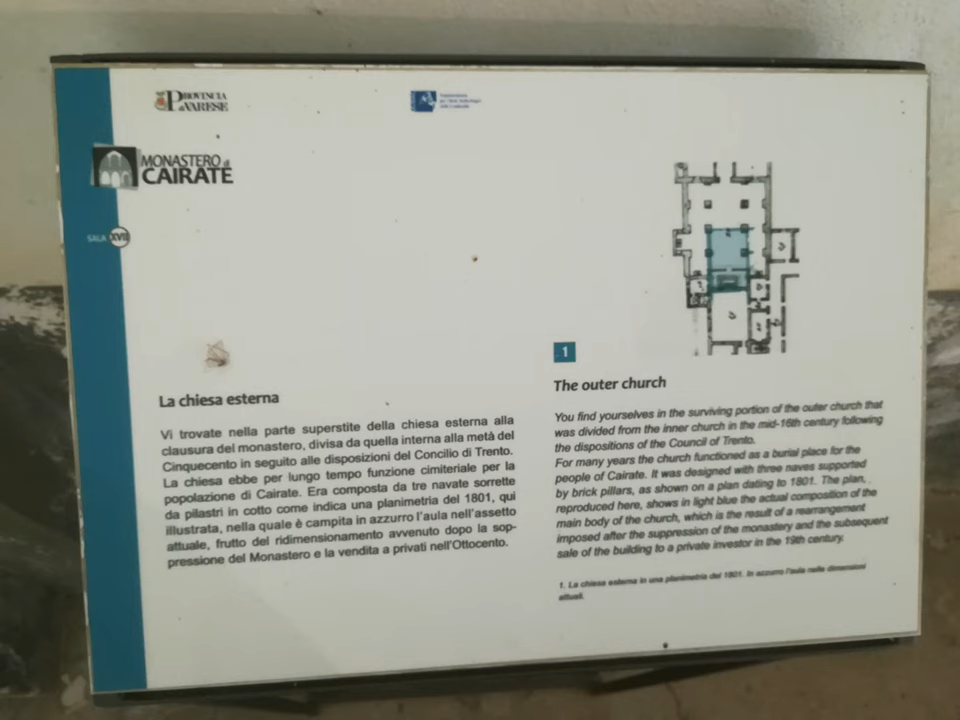 PROVINCIA
di VARESE
MONASTERO di
CAIRATE
SALA XVII
1
La chiesa esterna
Vi trovate nella parte superstite della chiesa esterna alla
clausura del monastero, divisa da quella interna alla metà del
Cinquecento in seguito alle disposizioni del Concilio di Trento.
La chiesa ebbe per lungo tempo funzione cimiteriale per la
popolazione di Cairate. Era composta da tre navate sorrette
da pilastri in cotto come indica una planimetria del 1801, qui
illustrata, nella quale è campita in azzurro l'aula nell'assetto
attuale, frutto del ridimensionamento avvenuto dopo la sop-
pressione del Monastero e la vendita a privati nell'Ottocento.
The outer church
You find yourselves in the surviving portion of the outer church that
was divided from the inner church in the mid-16th century following
the dispositions of the Council of Trento.
For many years the church functioned as a burial place for the
people of Cairate. It was designed with three naves supported
by brick pillars, as shown on a plan dating to 1801. The plan,
reproduced here, shows in light blue the actual composition of the
main body of the church, which is the result of a rearrangement
imposed after the suppression of the monastery and the subsequent
sale of the building to a private investor in the 19th century.
1. La chiesa esterna in una planimetria del 1801. In azzurro l'aula nelle dimensioni
attuali.